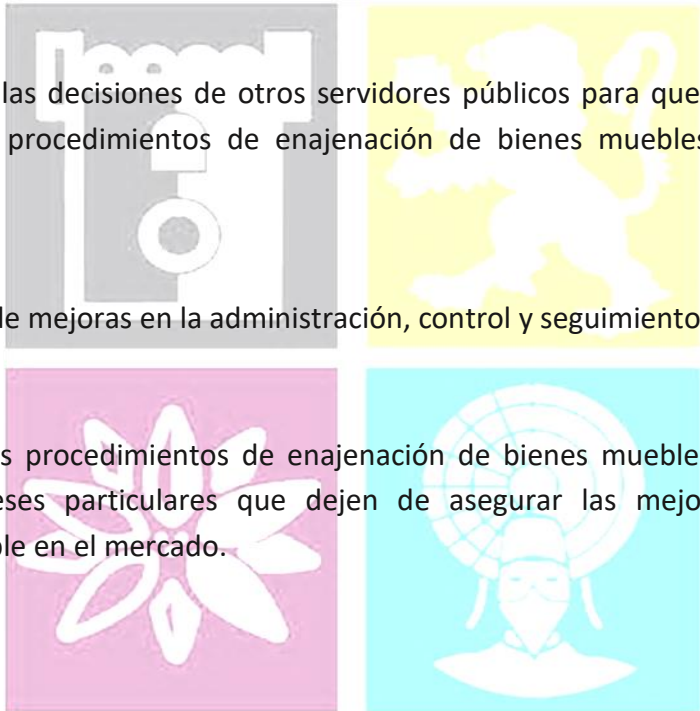 las decisiones de otros servidores públicos para que
procedimientos de enajenación de bienes muebles
de mejoras en la administración, control y seguimiento
s procedimientos de enajenación de bienes mueble
eses particulares que dejen de asegurar las mejo
ble en el mercado.